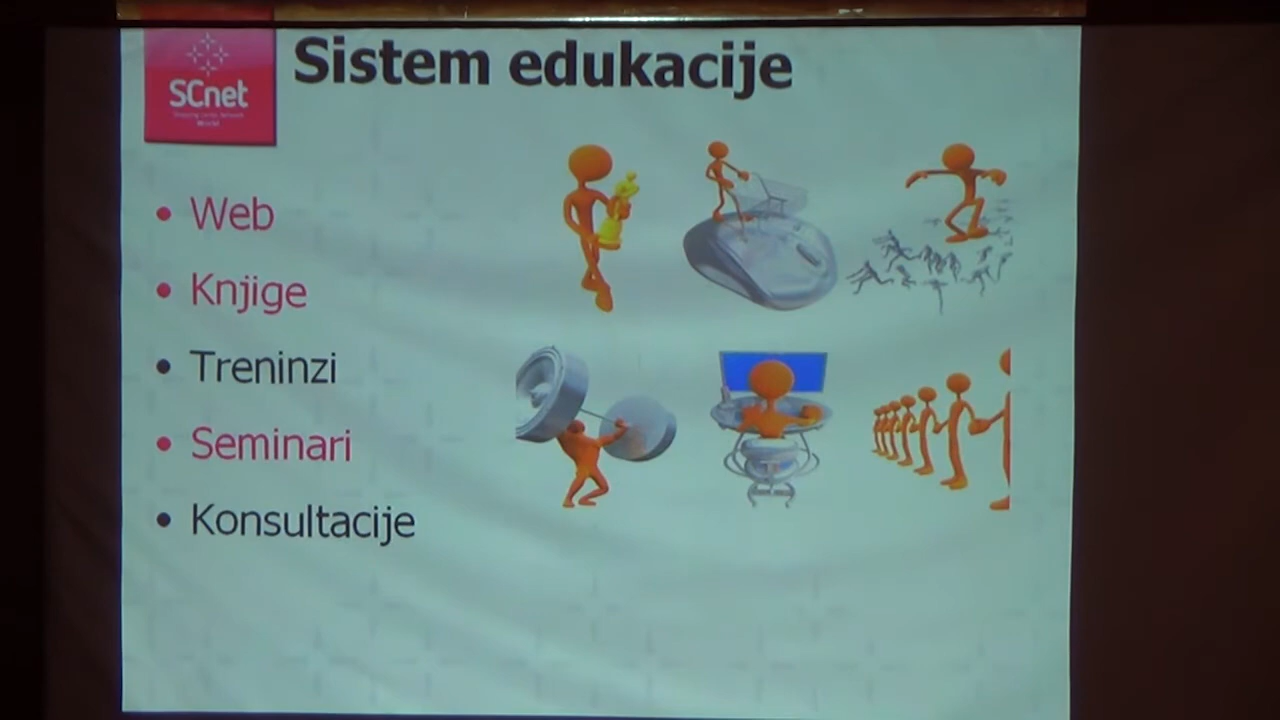 SCnet
Sistem edukacije
• Web
• Knjige
• Treninzi
• Seminari
• Konsultacije